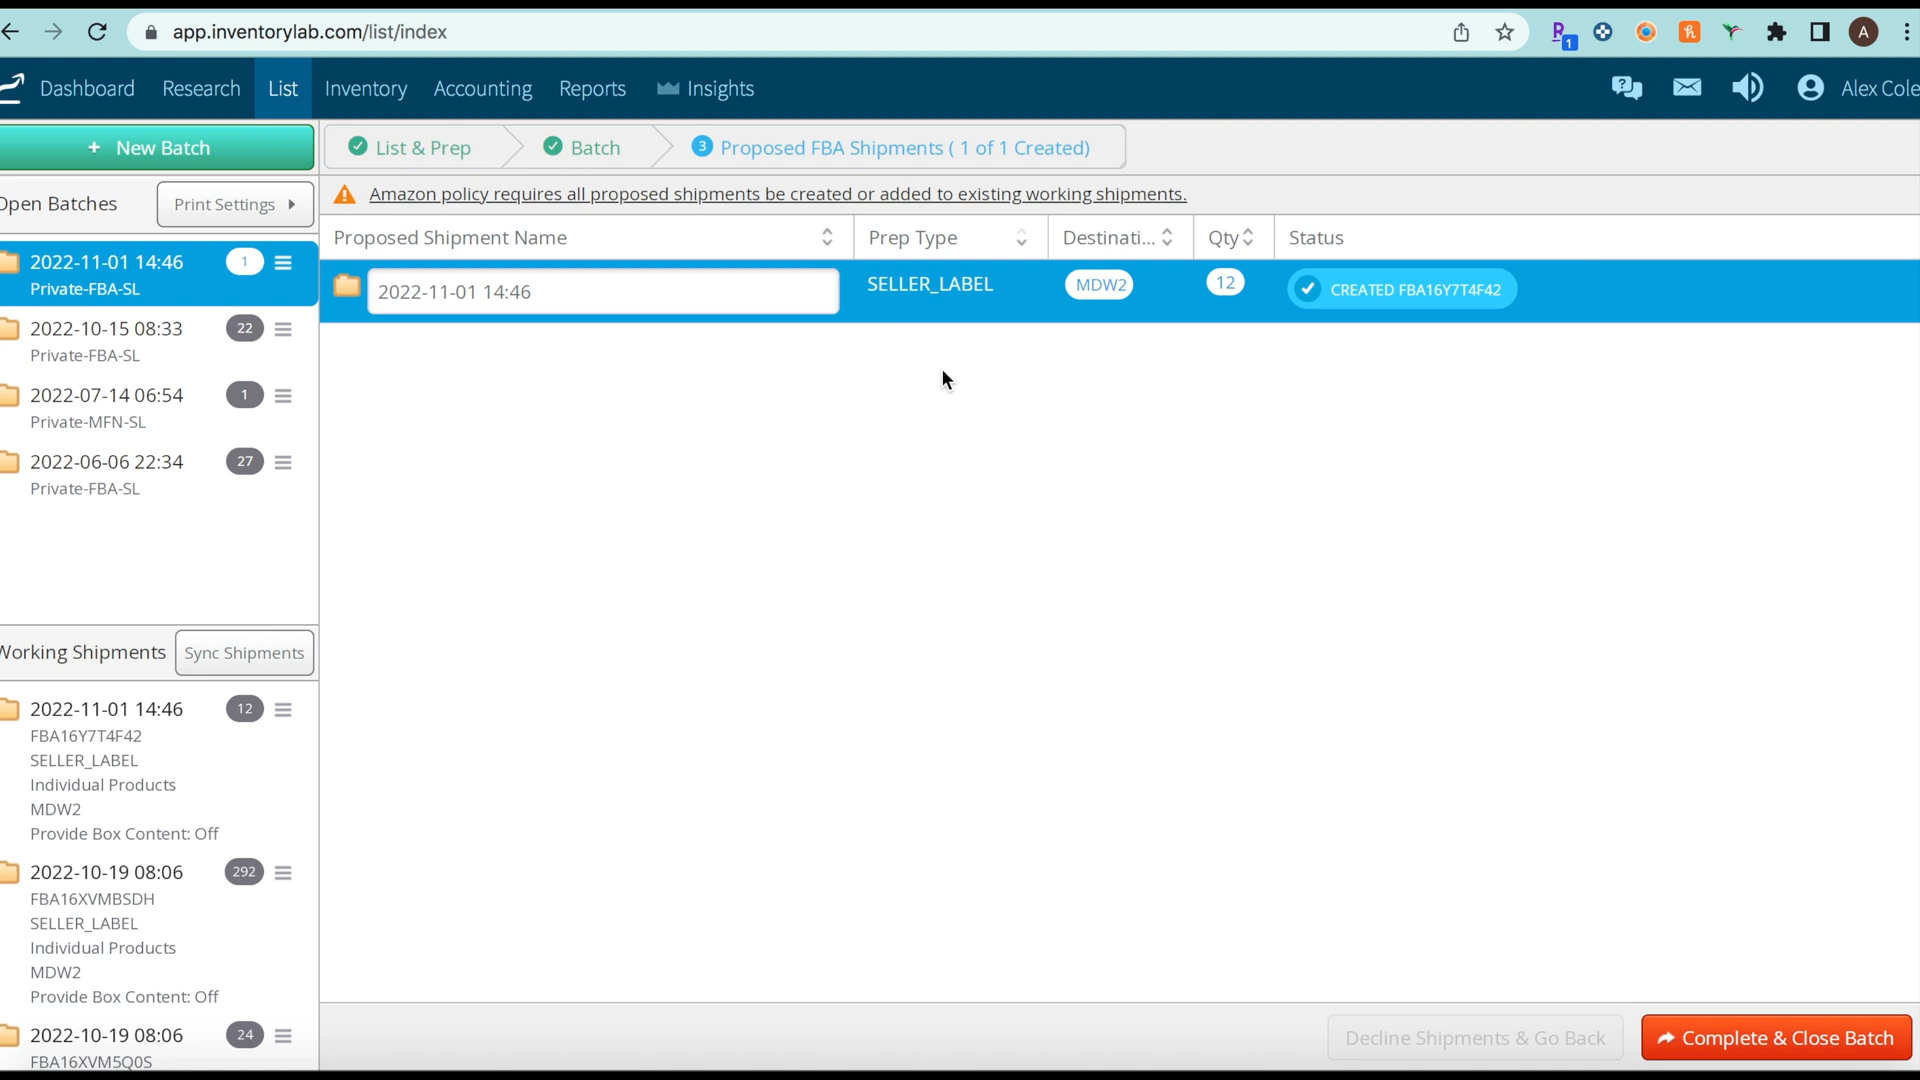 app.inventorylab.com/list/index
1
A
Dashboard Research List Inventory Accounting Reports Insights
Alex Cole
+ New Batch
List & Prep
Batch
3 Proposed FBA Shipments ( 1 of 1 Created)
Open Batches
Print Settings
Amazon policy requires all proposed shipments be created or added to existing working shipments.
Proposed Shipment Name Prep Type Destinati... Qty Status
2022-11-01 14:46 SELLER_LABEL MDW2 12 CREATED FBA16Y7T4F42
2022-11-01 14:46 1
Private-FBA-SL
2022-10-15 08:33 22
Private-FBA-SL
2022-07-14 06:54 1
Private-MFN-SL
2022-06-06 22:34 27
Private-FBA-SL
Working Shipments
Sync Shipments
2022-11-01 14:46 12
FBA16Y7T4F42
SELLER_LABEL
Individual Products
MDW2
Provide Box Content: Off
2022-10-19 08:06 292
FBA16XVMBSDH
SELLER_LABEL
Individual Products
MDW2
Provide Box Content: Off
2022-10-19 08:06 24
FBA16XVM5Q0S
Decline Shipments & Go Back
Complete & Close Batch